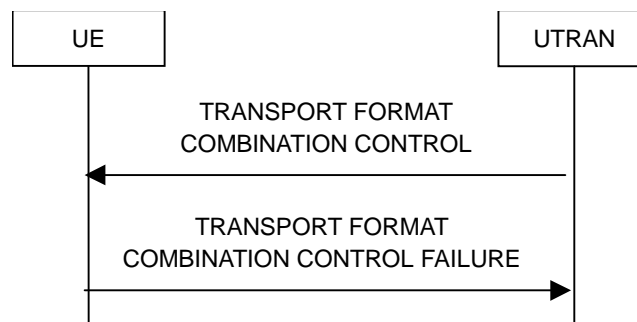 UE
UTRAN
TRANSPORT FORMAT
COMBINATION CONTROL
TRANSPORT FORMAT
COMBINATION CONTROL FAILURE